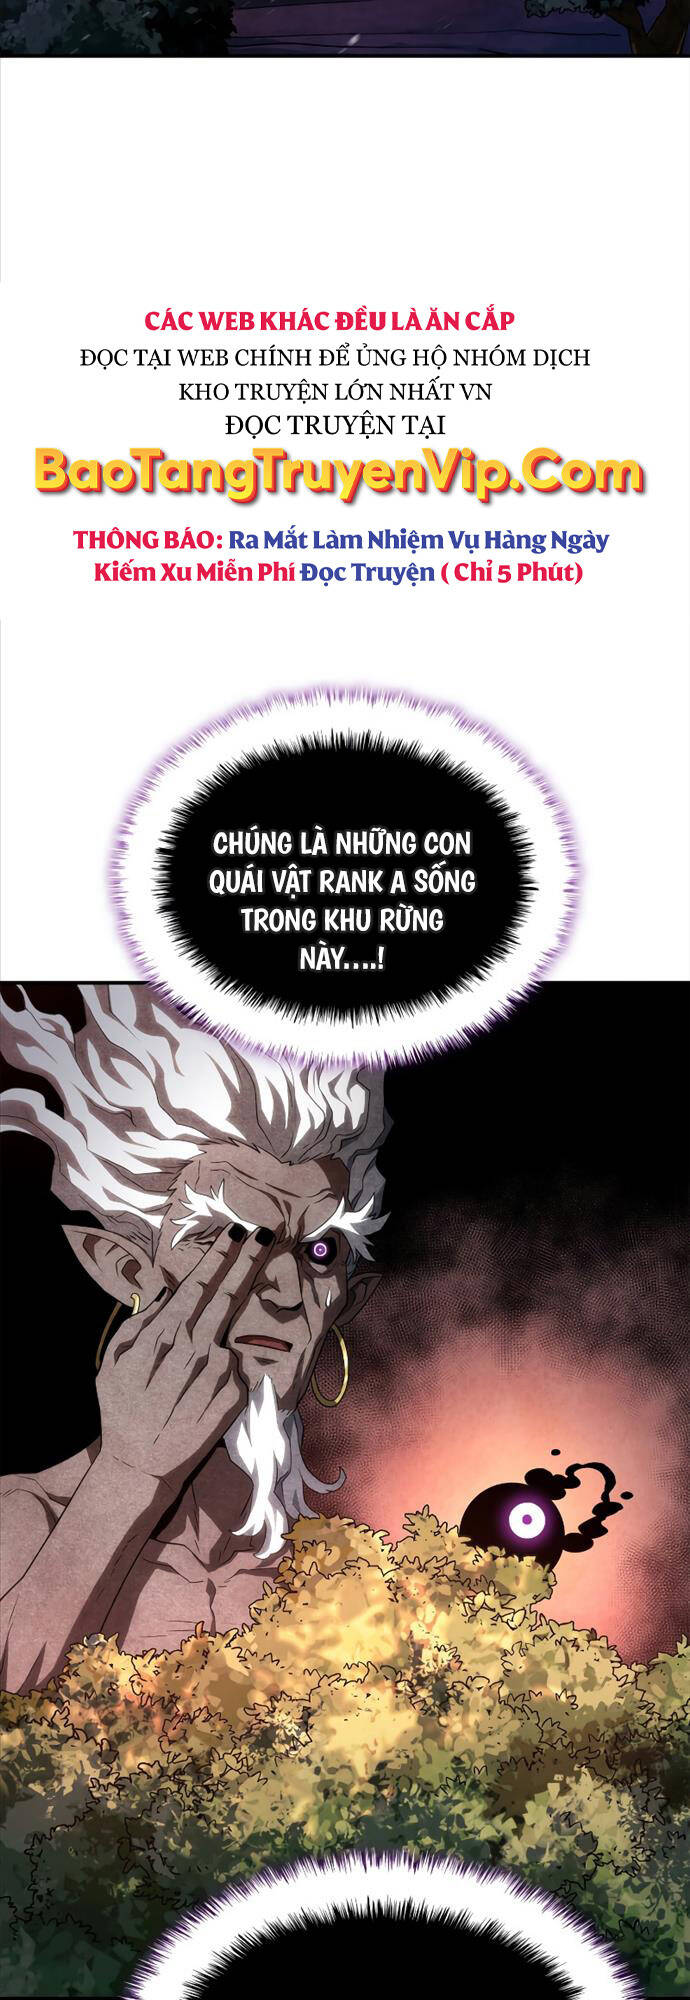 CÁC WEB KHÁC ĐỀU LÀ ĂN CẮP
ĐỌC TẠI WEB CHÍNH ĐỂ ỦNG HỘ NHÓM DỊCH
KHO TRUYỆN LỚN NHẤT VN
ĐỌC TRUYỆN TẠI
BaoTangTruyenVip.Com
THÔNG BÁO: Ra Mắt Làm Nhiệm Vụ Hàng Ngày
Kiếm Xu Miễn Phí Đọc Truyện ( Chỉ 5 Phút)
CHÚNG LÀ NHỮNG CON
QUÁI VẬT RANK A SỐNG
TRONG KHU RỪNG
NÀY....!